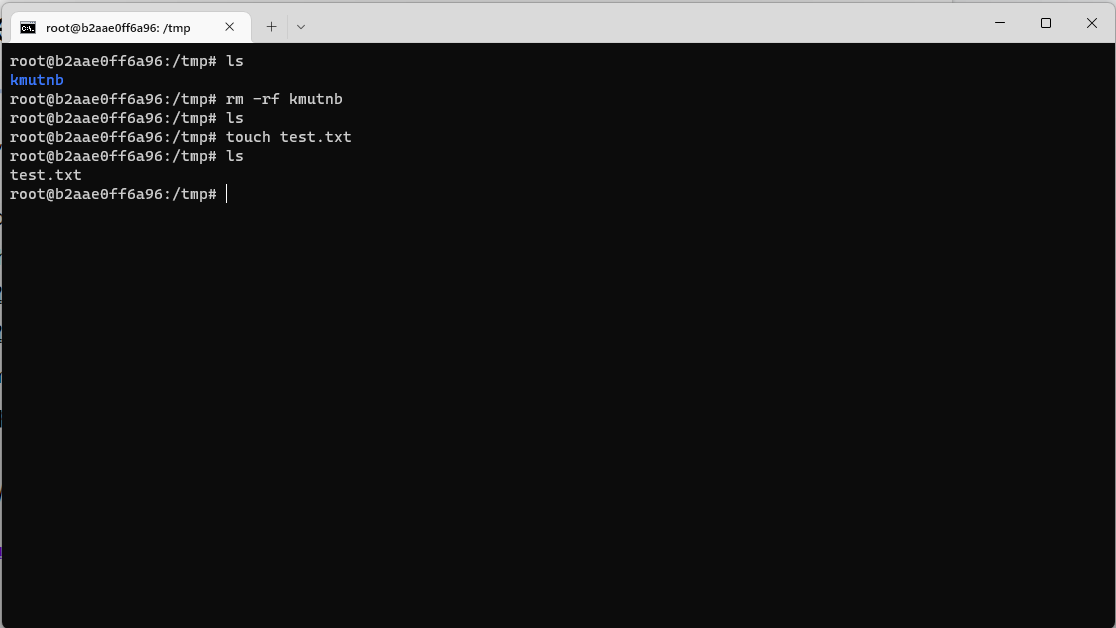 root@b2aae0ff6a96: /tmp
root@b2aae0ff6a96:/tmp# ls
kmutnb
root@b2aae0ff6a96:/tmp# rm -rf kmutnb
root@b2aae0ff6a96:/tmp# ls
root@b2aae0ff6a96:/tmp# touch test.txt
root@b2aae0ff6a96:/tmp# ls
test.txt
root@b2aae0ff6a96:/tmp#